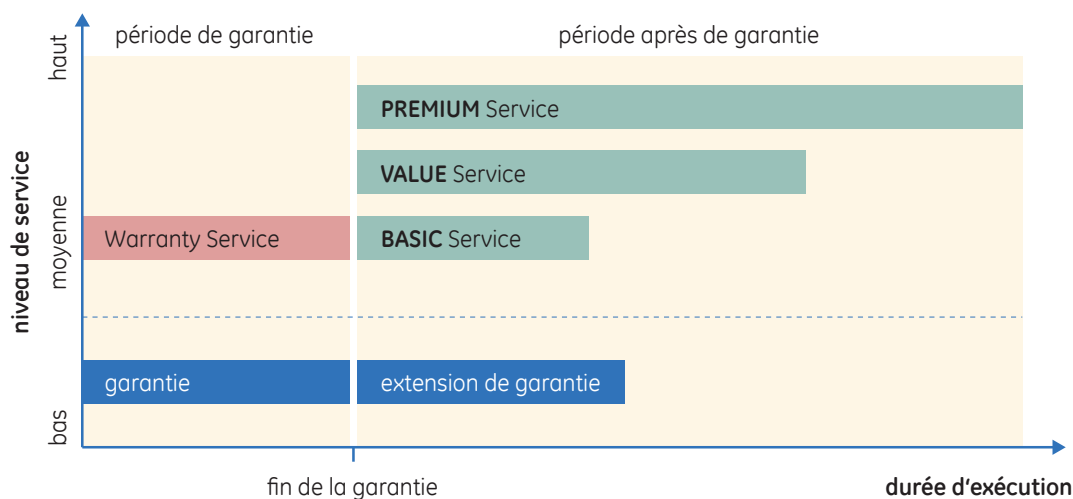 période de garantie
période après de garantie
haut
PREMIUM Service
VALUE Service
niveau de service
moyenne
Warranty Service
BASIC Service
garantie
extension de garantie
bas
fin de la garantie
durée d'exécution